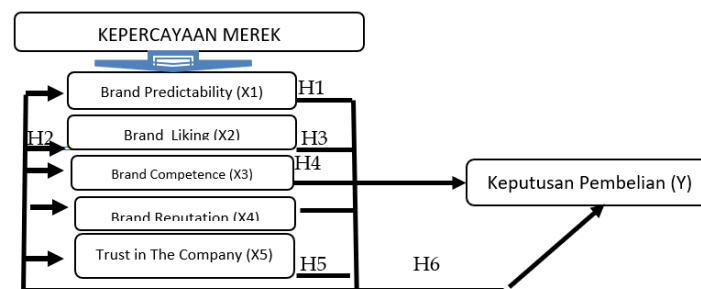 KEPERCAYAAN MEREK
Brand Predictability (X1)
H1
H2
Brand Liking (X2)
H3
H4
Brand Competence (X3)
Keputusan Pembelian (Y)
Brand Reputation (X4)
Trust in The Company (X5)
H5
H6